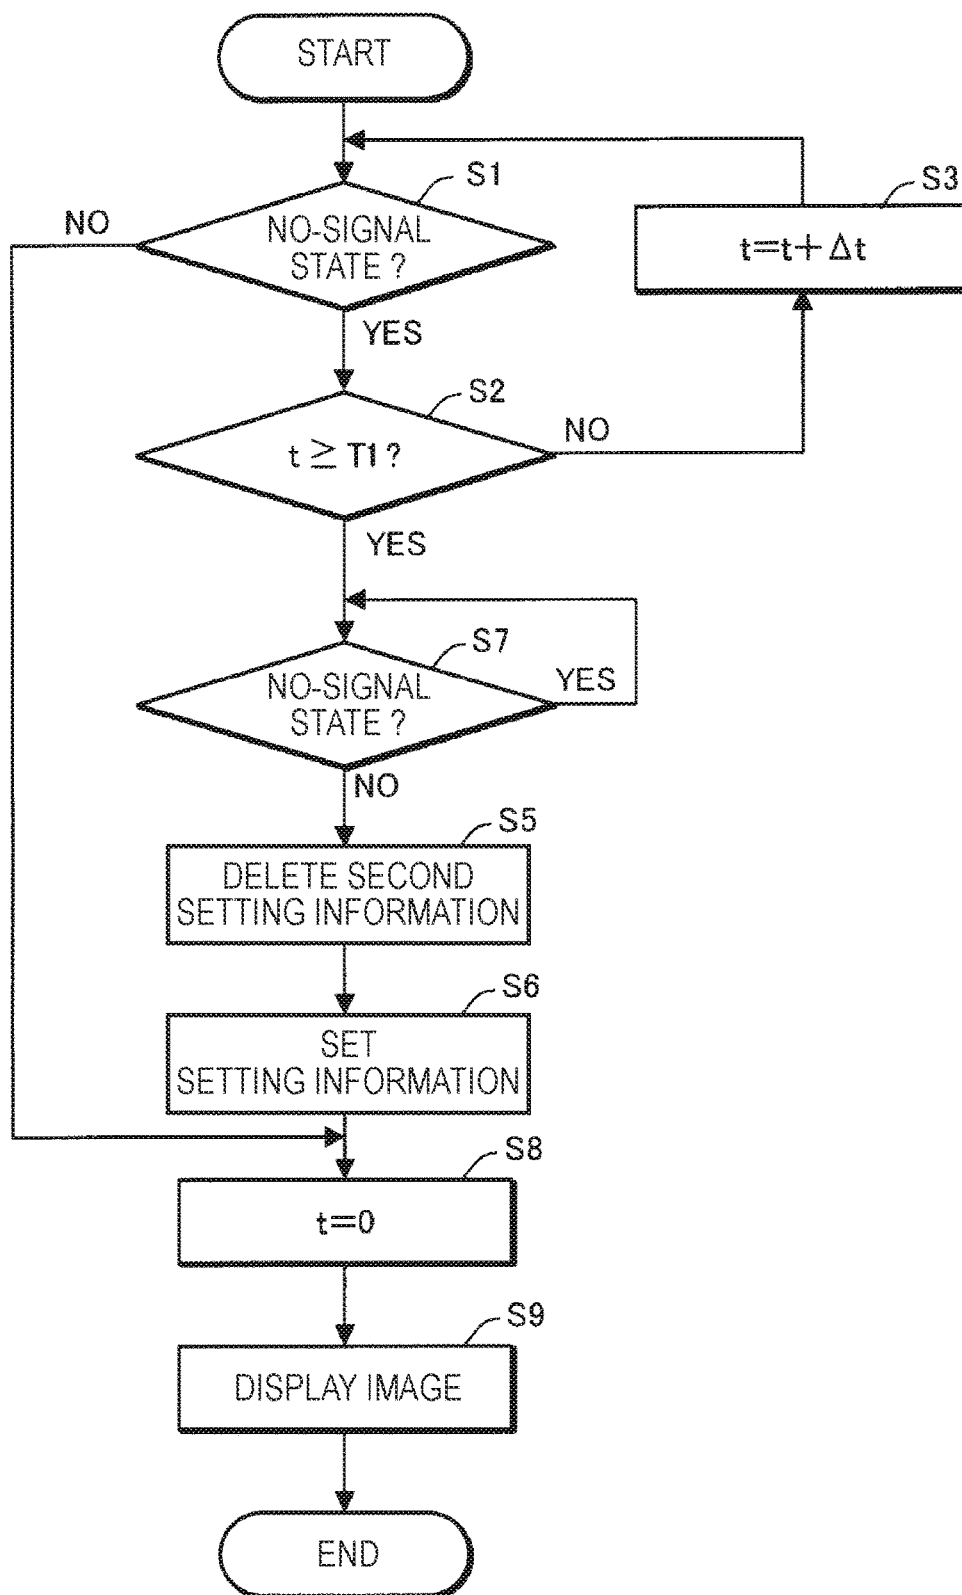 START
S1
S3
NO
NO-SIGNAL
STATE ?
t=t+Δt
YES
S2
t ≥ T1 ?
NO
YES
S7
NO-SIGNAL
STATE ?
YES
NO
S5
DELETE SECOND
SETTING INFORMATION
S6
SET
SETTING INFORMATION
S8
t=0
S9
DISPLAY IMAGE
END